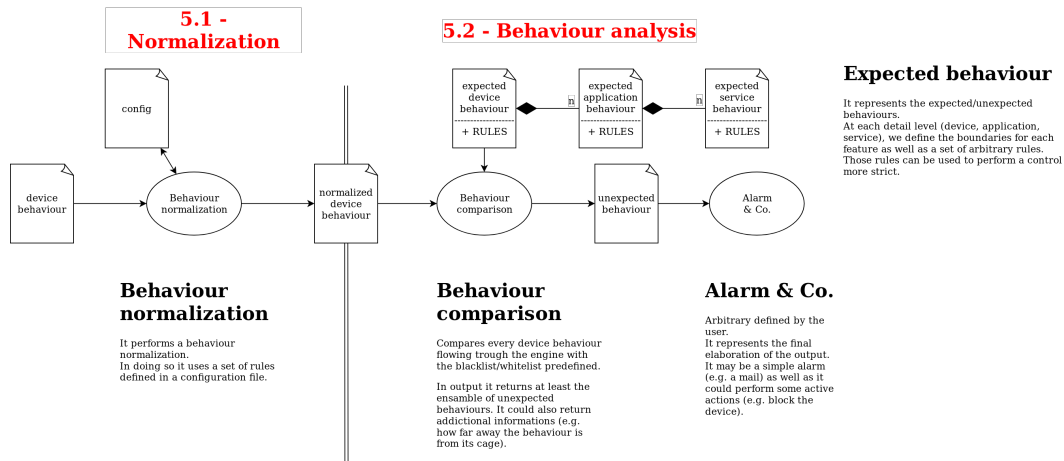 5.1 -
Normalization
5.2 - Behaviour analysis
config
expected
device
behaviour
+ RULES
n
expected
application
behaviour
+ RULES
n
expected
service
behaviour
+ RULES
Expected behaviour
It represents the expected/unexpected
behaviours.
At each detail level (device, application,
service), we define the boundaries for each
feature as well as a set of arbitrary rules.
Those rules can be used to perform a control
more strict.
device
behaviour
Behaviour
normalization
normalized
device
behaviour
Behaviour
comparison
unexpected
behaviour
Alarm
& Co.
Behaviour
normalization
It performs a behaviour
normalization.
In doing so it uses a set of rules
defined in a configuration file.
Behaviour
comparison
Compares every device behaviour
flowing trough the engine with
the blacklist/whitelist predefined.
In output it returns at least the
ensamble of unexpected
behaviours. It could also return
addictional informations (e.g.
how far away the behaviour is
from its cage).
Alarm & Co.
Arbitrary defined by the
user.
It represents the final
elaboration of the output.
It may be a simple alarm
(e.g. a mail) as well as it
could perform some active
actions (e.g. block the
device).